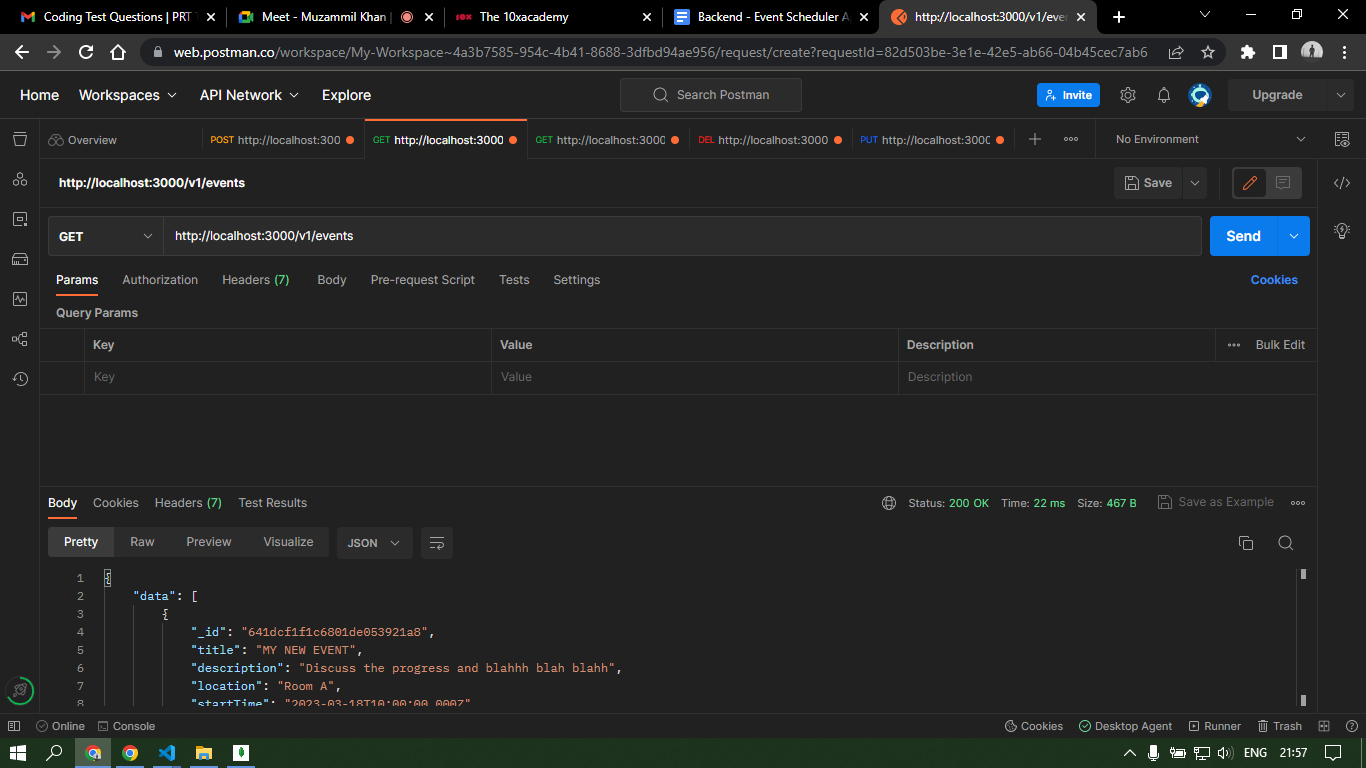 Coding Test Questions | PRT
Meet - Muzammil Khan |
The 10xacademy
Backend - Event Scheduler A
http://localhost:3000/v1/eve
web.postman.co/workspace/My-Workspace~4a3b7585-954c-4b41-8688-3dfbd94ae956/request/create?requestId=82d503be-3e1e-42e5-ab66-04b45cec7ab6
Home Workspaces API Network Explore Search Postman Invite Upgrade
Overview POST http://localhost:300 GET http://localhost:3000 GET http://localhost:3000 DEL http://localhost:3000 PUT http://localhost:3000 No Environment
http://localhost:3000/v1/events Save
GET http://localhost:3000/v1/events Send
Params Authorization Headers (7) Body Pre-request Script Tests Settings Cookies
Query Params
Key Value Description Bulk Edit
Key Value Description
Body Cookies Headers (7) Test Results Status: 200 OK Time: 22 ms Size: 467 B Save as Example
Pretty Raw Preview Visualize JSON
1 {
2 "data": [
3 {
4 "_id": "641dcf1f1c6801de053921a8",
5 "title": "MY NEW EVENT",
6 "description": "Discuss the progress and blahhh blah blahh",
7 "location": "Room A",
8 "startTime": "2023-03-18T10:00:00.000Z"
Online Console Cookies Desktop Agent Runner Trash
ENG 21:57